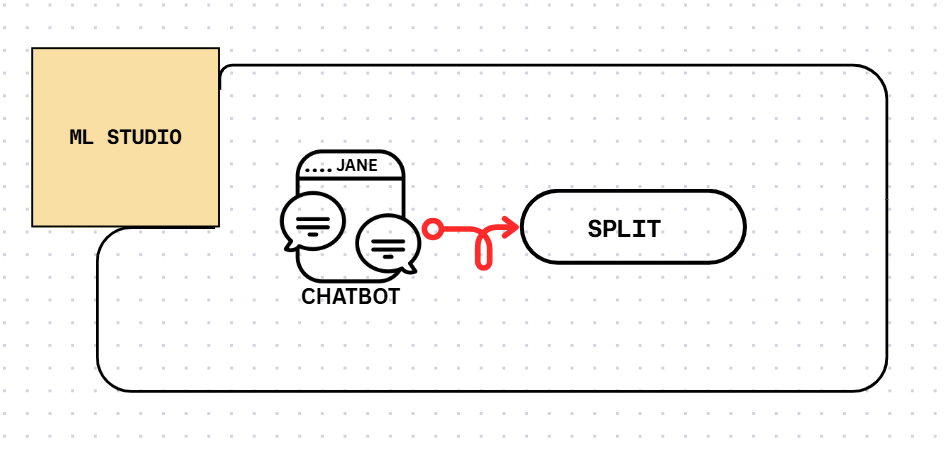 ML STUDIO
....JANE
SPLIT
CHATBOT